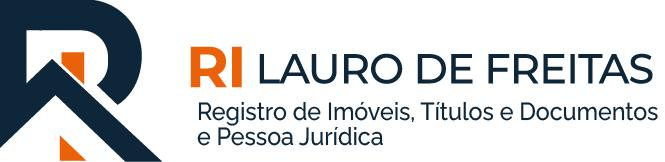 RI LAURO DE FREITAS
Registro de Imóveis, Títulos e Documentos
e Pessoa Jurídica